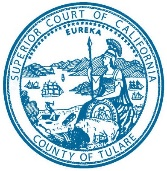 SUPERIOR COURT OF CALIFORNIA
EUREKA
COUNTY OF TULARE